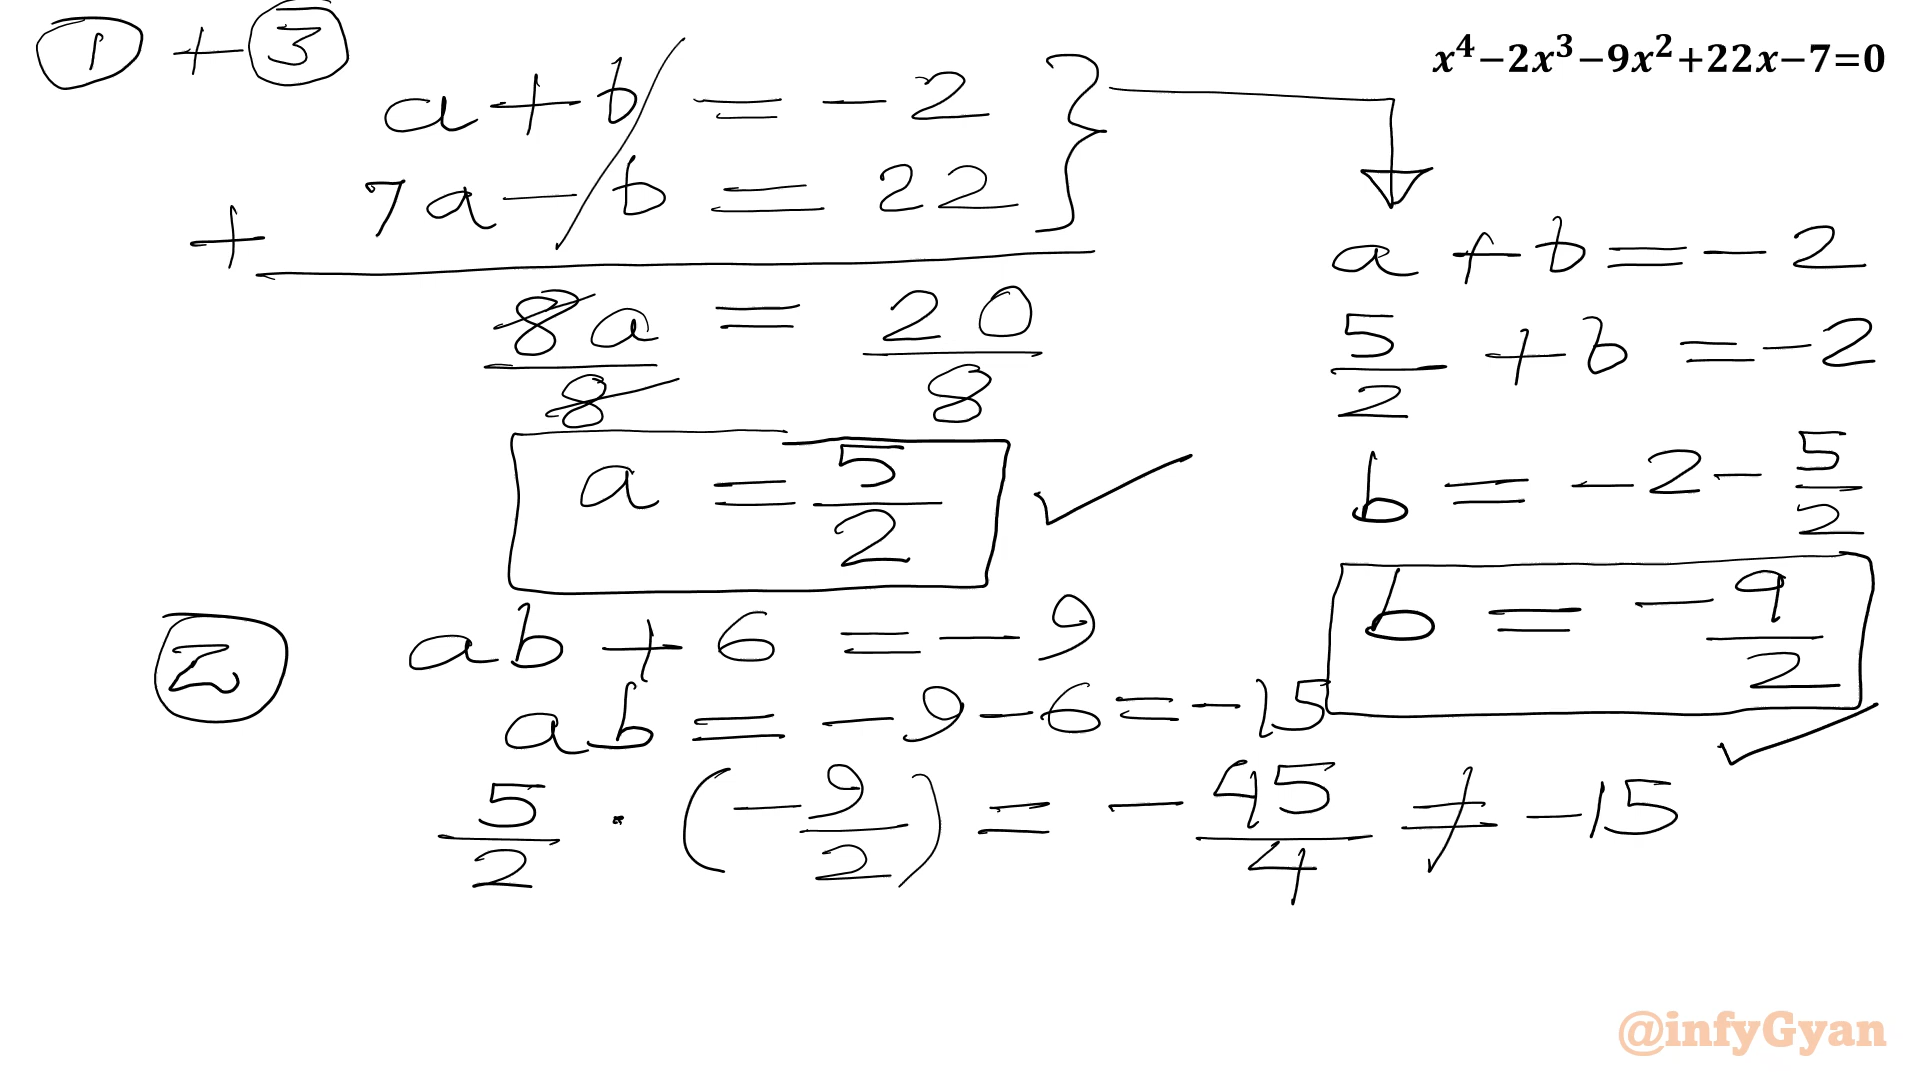 ① + ③
x⁴−2x³−9x²+22x−7=0
a + b = −2
7a − b = 22
+
8a/8 = 20/8
a = 5/2 ✓
a + b = −2
5/2 + b = −2
b = −2 − 5/2
b = −9/2 ✓
② ab + 6 = −9
ab = −9 − 6 = −15
5/2 · (−9/2) = −45/4 ≠ −15
@infyGyan